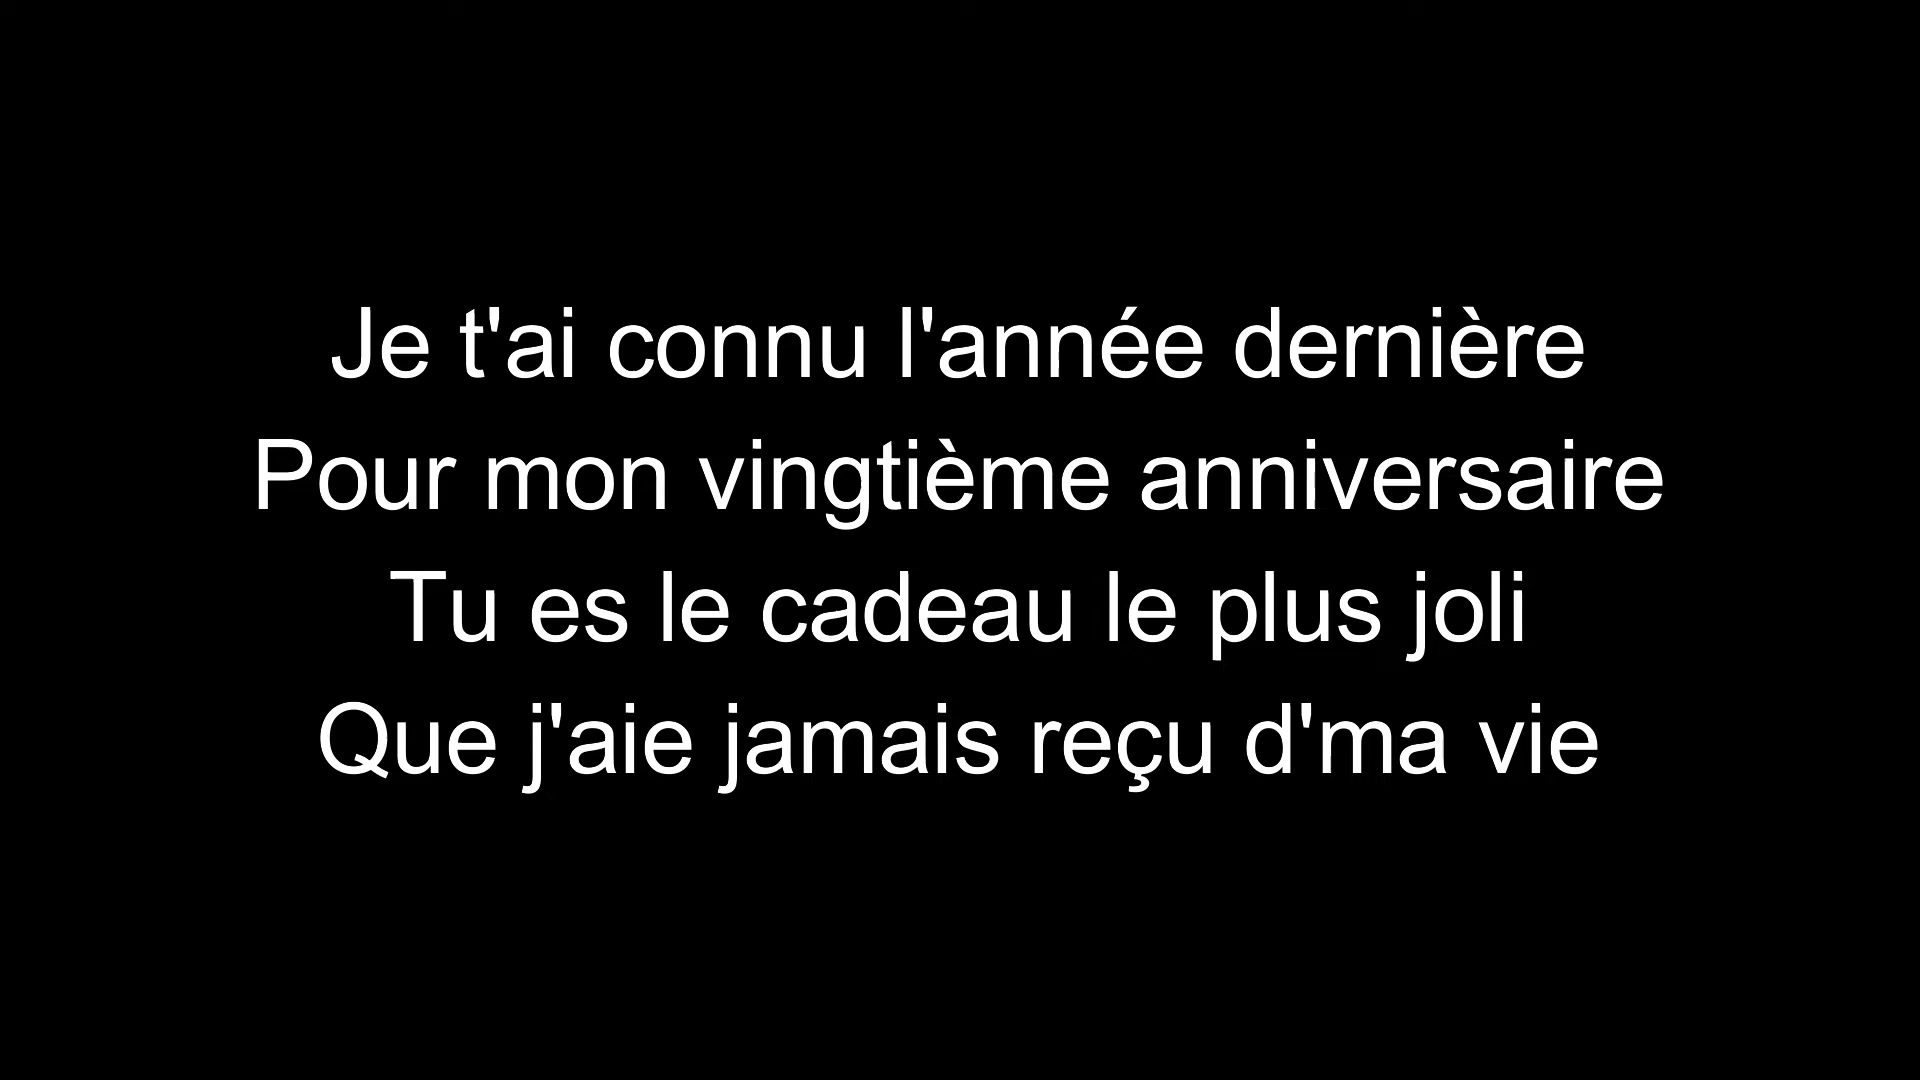 Je t'ai connu l'année dernière
Pour mon vingtième anniversaire
Tu es le cadeau le plus joli
Que j'aie jamais reçu d'ma vie